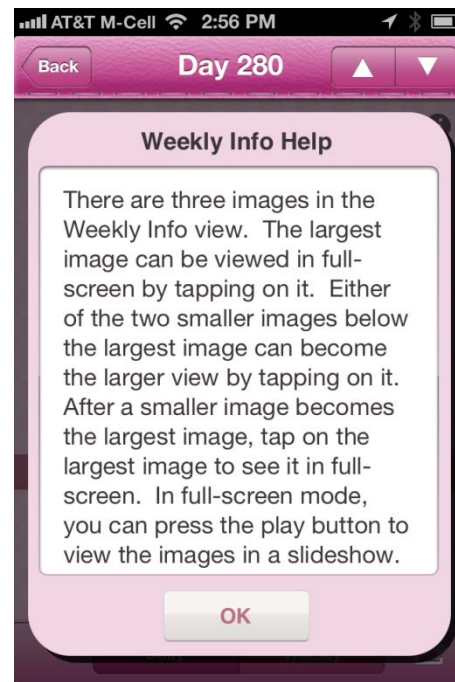 AT&T M-Cell 2:56 PM
Back Day 280
Weekly Info Help
There are three images in the
Weekly Info view.  The largest
image can be viewed in full-
screen by tapping on it.  Either
of the two smaller images below
the largest image can become
the larger view by tapping on it.
After a smaller image becomes
the largest image, tap on the
largest image to see it in full-
screen.  In full-screen mode,
you can press the play button to
view the images in a slideshow.
OK